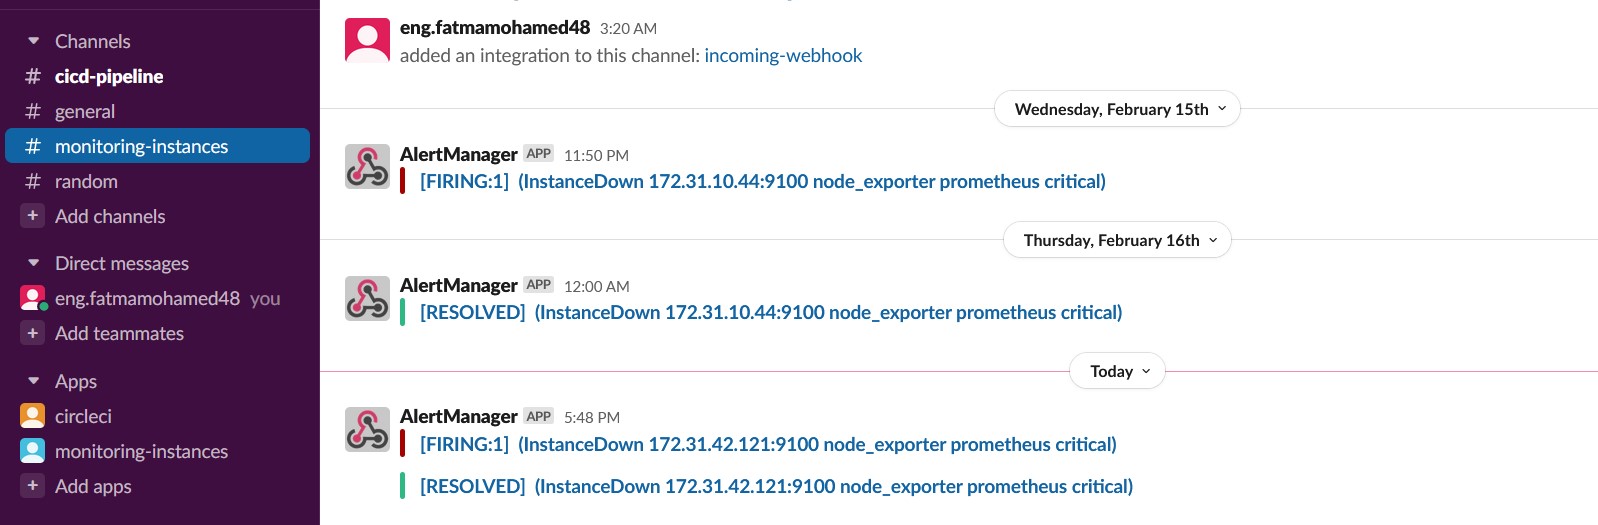 Channels
# cicd-pipeline
# general
# monitoring-instances
# random
+ Add channels
Direct messages
eng.fatmamohamed48 you
+ Add teammates
Apps
circleci
monitoring-instances
+ Add apps
eng.fatmamohamed48 3:20 AM
added an integration to this channel: incoming-webhook
Wednesday, February 15th
AlertManager APP 11:50 PM
[FIRING:1] (InstanceDown 172.31.10.44:9100 node_exporter prometheus critical)
Thursday, February 16th
AlertManager APP 12:00 AM
[RESOLVED] (InstanceDown 172.31.10.44:9100 node_exporter prometheus critical)
Today
AlertManager APP 5:48 PM
[FIRING:1] (InstanceDown 172.31.42.121:9100 node_exporter prometheus critical)
[RESOLVED] (InstanceDown 172.31.42.121:9100 node_exporter prometheus critical)